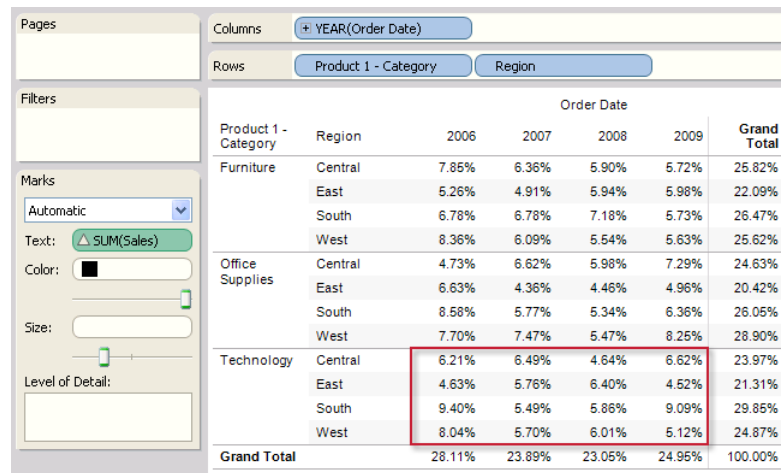 Pages
Columns
YEAR(Order Date)
Rows
Product 1 - Category
Region
Filters
Marks
Automatic
Text:
SUM(Sales)
Color:
Size:
Level of Detail:
Order Date
Product 1 -
Category Region 2006 2007 2008 2009 Grand
Total
Furniture Central 7.85% 6.36% 5.90% 5.72% 25.82%
East 5.26% 4.91% 5.94% 5.98% 22.09%
South 6.78% 6.78% 7.18% 5.73% 26.47%
West 8.36% 6.09% 5.54% 5.63% 25.62%
Office
Supplies Central 4.73% 6.62% 5.98% 7.29% 24.63%
East 6.63% 4.36% 4.46% 4.96% 20.42%
South 8.58% 5.77% 5.34% 6.36% 26.05%
West 7.70% 7.47% 5.47% 8.25% 28.90%
Technology Central 6.21% 6.49% 4.64% 6.62% 23.97%
East 4.63% 5.76% 6.40% 4.52% 21.31%
South 9.40% 5.49% 5.86% 9.09% 29.85%
West 8.04% 5.70% 6.01% 5.12% 24.87%
Grand Total 28.11% 23.89% 23.05% 24.95% 100.00%